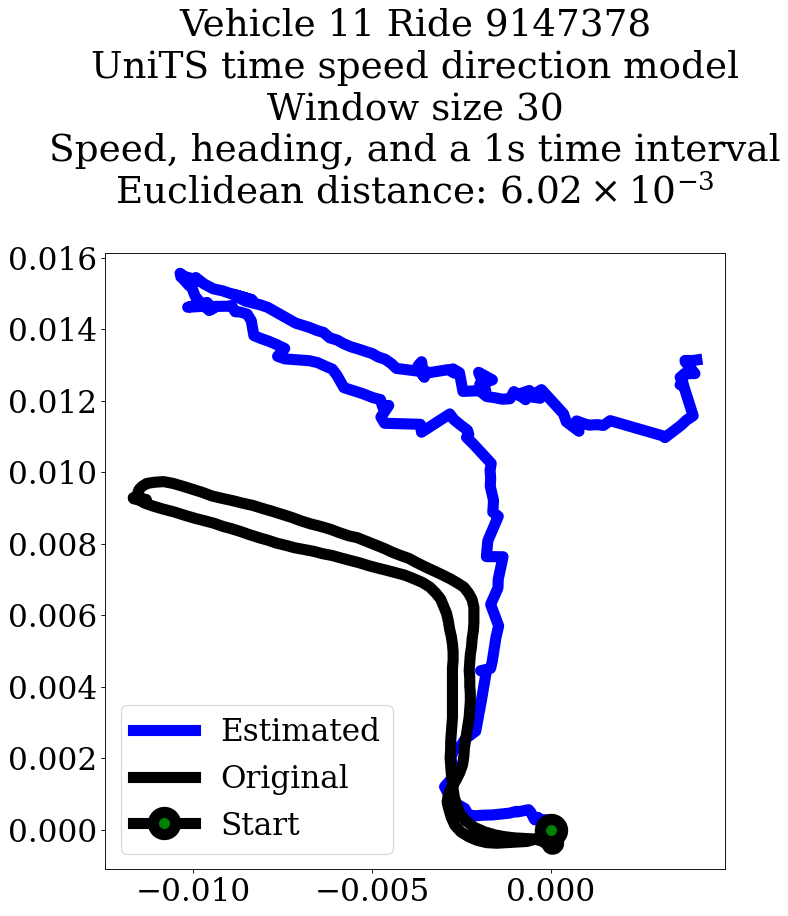 Vehicle 11 Ride 9147378
UniTS time speed direction model
Window size 30
Speed, heading, and a 1s time interval
Euclidean distance: 6.02 × 10⁻³
0.016
0.014
0.012
0.010
0.008
0.006
0.004
0.002
0.000
Estimated
Original
Start
−0.010 −0.005 0.000